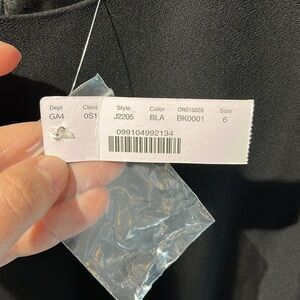 Dept Class Style Color DNS15028 Size
GA4 0S1 J2205 BLA BK0001 6
099104992134